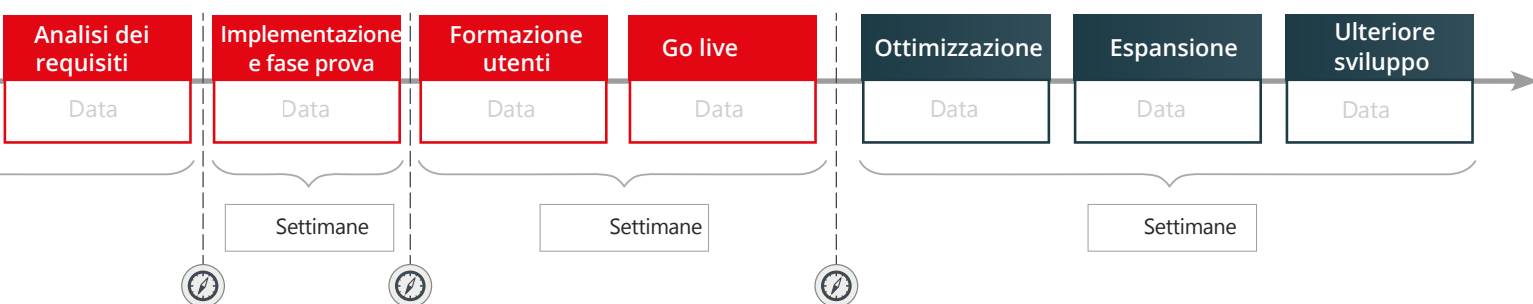 Analisi dei
requisiti
Implementazione
e fase prova
Formazione
utenti
Go live
Ottimizzazione
Espansione
Ulteriore
sviluppo
Data
Data
Data
Data
Data
Data
Data
Settimane
Settimane
Settimane